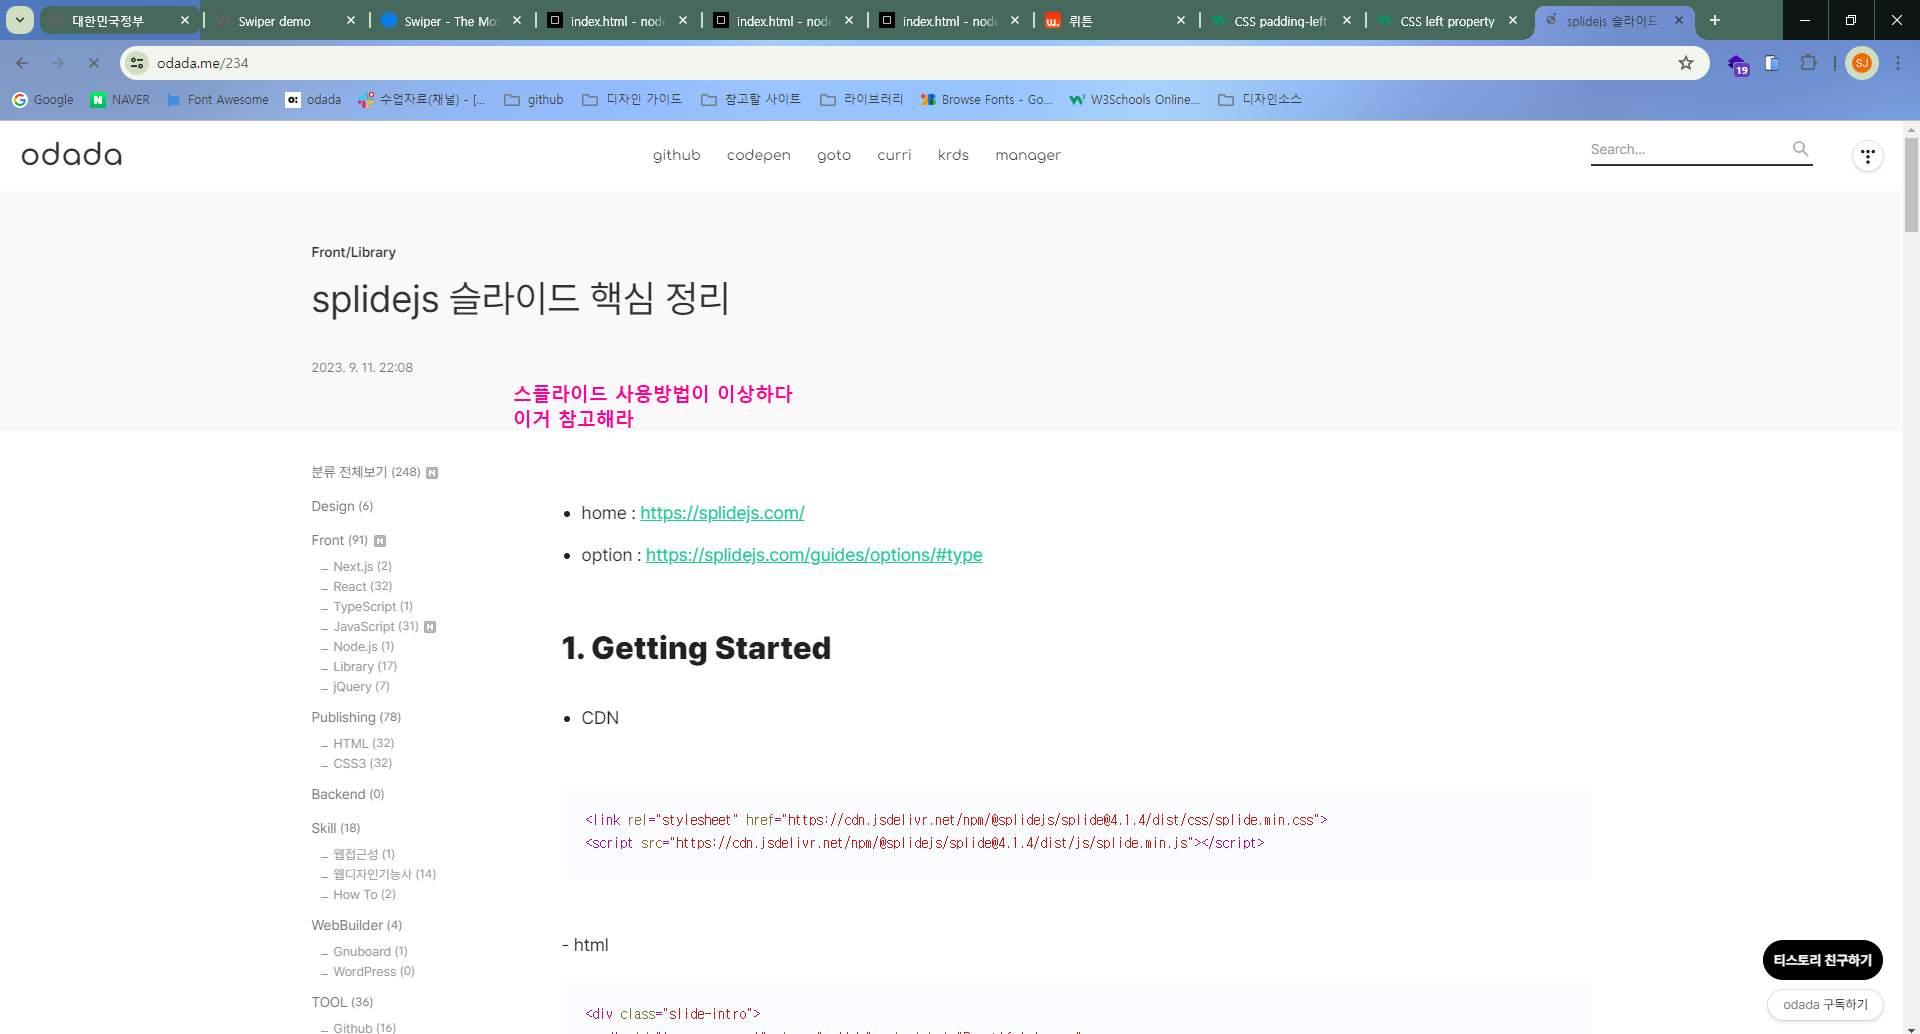 대한민국정부
Swiper demo
Swiper - The Mos
index.html - node
index.html - node
index.html - node
뤼튼
CSS padding-left
CSS left property
splidejs 슬라이드
odada.me/234
19
SJ
Google
NAVER
Font Awesome
odada
수업자료(채널) - [...
github
디자인 가이드
참고할 사이트
라이브러리
Browse Fonts - Go...
W3Schools Online...
디자인소스
odada
github
codepen
goto
curri
krds
manager
Search...
Front/Library
splidejs 슬라이드 핵심 정리
2023. 9. 11. 22:08
스플라이드 사용방법이 이상하다
이거 참고해라
분류 전체보기 (248) N
Design (6)
Front (91) N
Next.js (2)
React (32)
TypeScript (1)
JavaScript (31) N
Node.js (1)
Library (17)
jQuery (7)
Publishing (78)
HTML (32)
CSS3 (32)
Backend (0)
Skill (18)
웹접근성 (1)
웹디자인기능사 (14)
How To (2)
WebBuilder (4)
Gnuboard (1)
WordPress (0)
TOOL (36)
Github (16)
home : https://splidejs.com/
option : https://splidejs.com/guides/options/#type
1. Getting Started
CDN
<link rel="stylesheet" href="https://cdn.jsdelivr.net/npm/@splidejs/splide@4.1.4/dist/css/splide.min.css">
<script src="https://cdn.jsdelivr.net/npm/@splidejs/splide@4.1.4/dist/js/splide.min.js"></script>
- html
<div class="slide-intro">
티스토리 친구하기
odada 구독하기